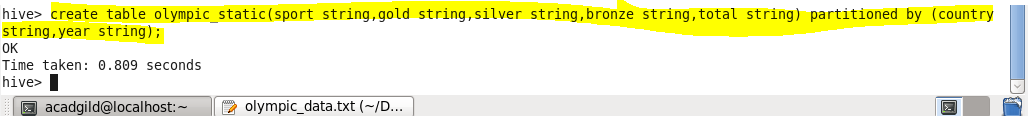 hive> create table olympic_static(sport string,gold string,silver string,bronze string,total string) partitioned by (country
string,year string);
OK
Time taken: 0.809 seconds
hive>
acadgild@localhost:~
olympic_data.txt (~/D...